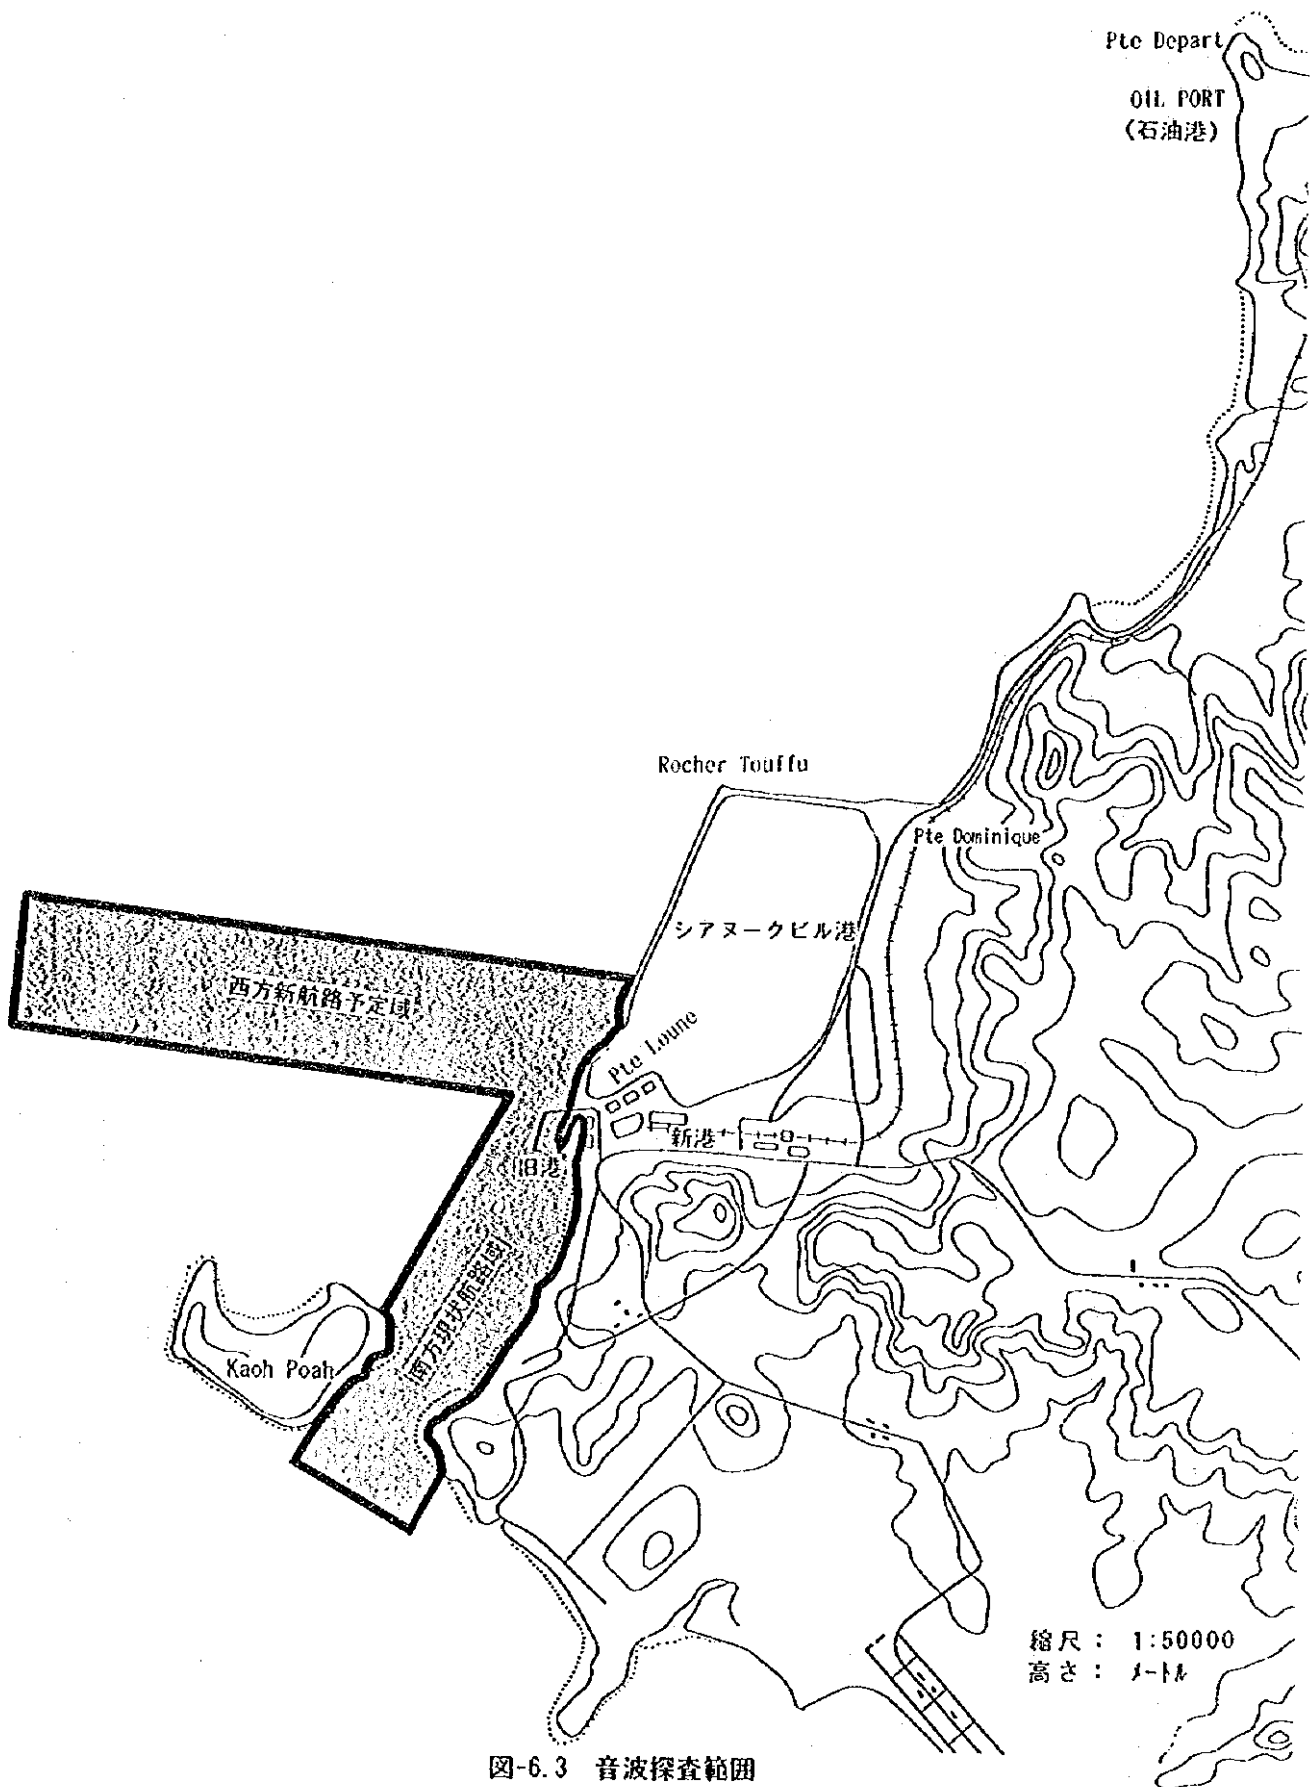 Pte Depart
OIL PORT
(石油港)
Rocher Touffu
Pte Dominique
シアヌークビル港
西方新航路予定域
Pte Loune
新港
旧港
南方現状航路域
Kaoh Poah
縮尺： 1:50000
高さ： メートル
図-6.3 音波探査範囲